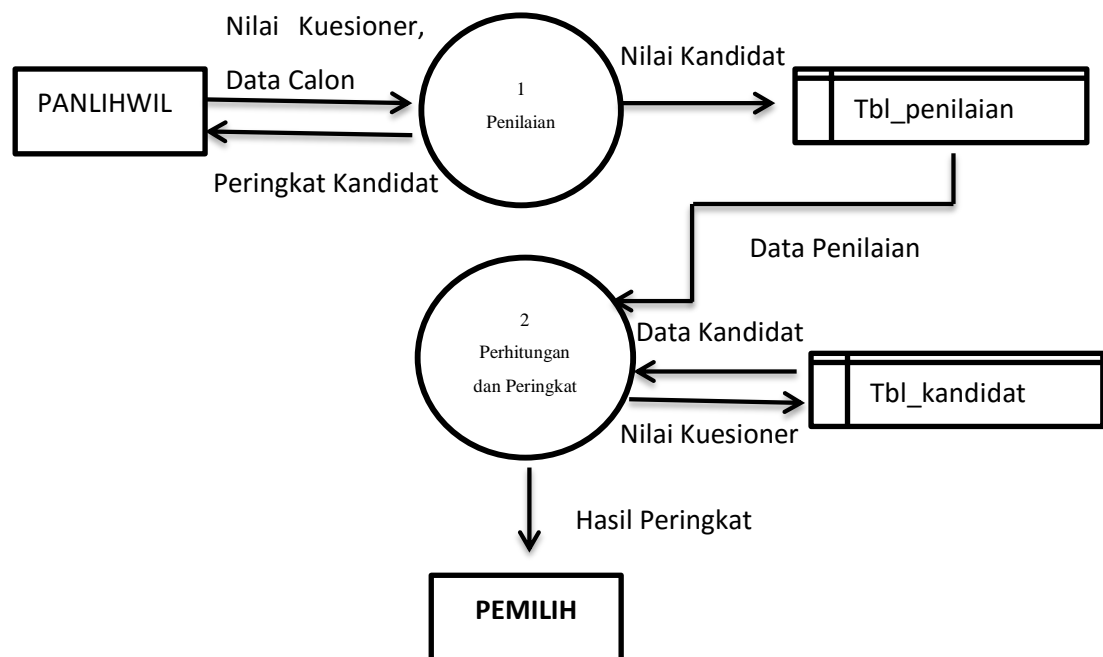 Nilai Kuesioner,
Data Calon
PANLIHWIL
Peringkat Kandidat
1
Penilaian
Nilai Kandidat
Tbl_penilaian
Data Penilaian
2
Perhitungan
dan Peringkat
Data Kandidat
Tbl_kandidat
Nilai Kuesioner
Hasil Peringkat
PEMILIH